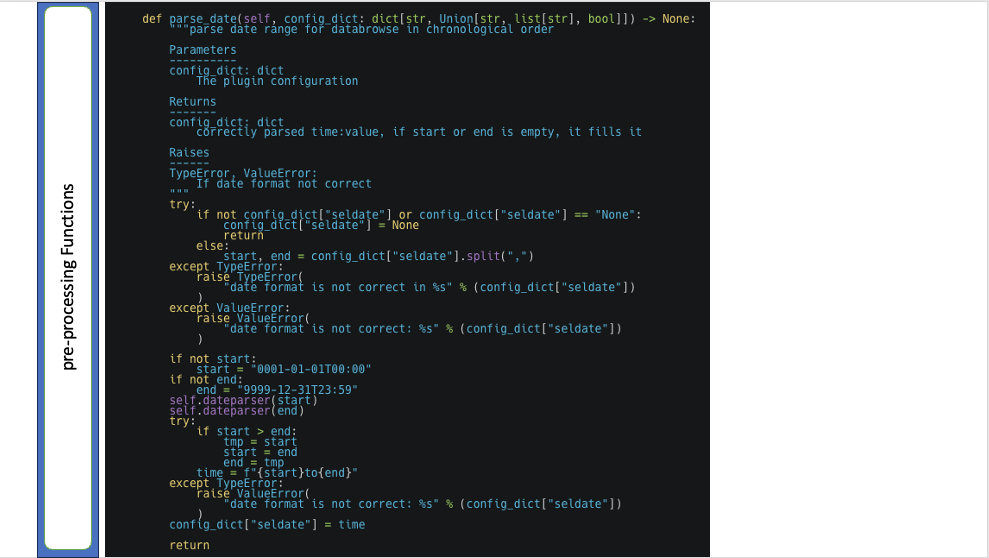 pre-processing Functions
def parse_date(self, config_dict: dict[str, Union[str, list[str], bool]]) -> None:
"""parse date range for databrowse in chronological order
Parameters
----------
config_dict: dict
The plugin configuration
Returns
-------
config_dict: dict
correctly parsed time:value, if start or end is empty, it fills it
Raises
------
TypeError, ValueError:
If date format not correct
"""
try:
if not config_dict["seldate"] or config_dict["seldate"] == "None":
config_dict["seldate"] = None
return
else:
start, end = config_dict["seldate"].split(",")
except TypeError:
raise TypeError(
"date format is not correct in %s" % (config_dict["seldate"])
)
except ValueError:
raise ValueError(
"date format is not correct: %s" % (config_dict["seldate"])
)
if not start:
start = "0001-01-01T00:00"
if not end:
end = "9999-12-31T23:59"
self.dateparser(start)
self.dateparser(end)
try:
if start > end:
tmp = start
start = end
end = tmp
time = f"{start}to{end}"
except TypeError:
raise ValueError(
"date format is not correct: %s" % (config_dict["seldate"])
)
config_dict["seldate"] = time
return